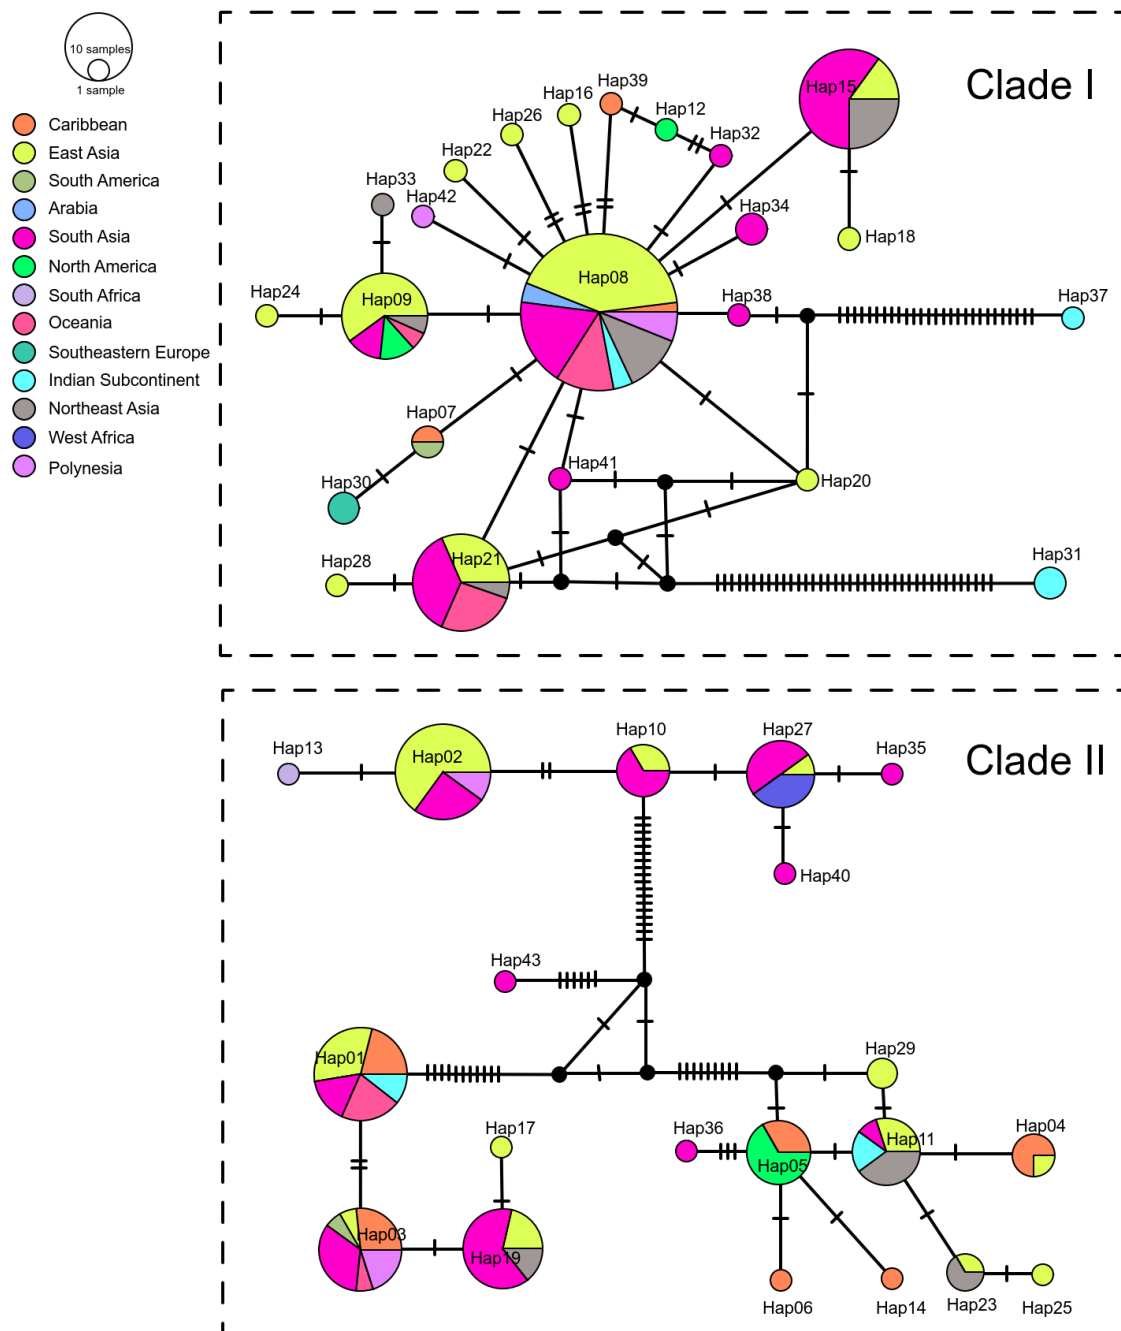 10 samples
1 sample
Caribbean
East Asia
South America
Arabia
South Asia
North America
South Africa
Oceania
Southeastern Europe
Indian Subcontinent
Northeast Asia
West Africa
Polynesia
Clade I
Hap39
Hap16
Hap12
Hap26
Hap32
Hap15
Hap22
Hap33
Hap42
Hap34
Hap18
Hap08
Hap24
Hap09
Hap38
Hap37
Hap07
Hap41
Hap20
Hap30
Hap28
Hap21
Hap31
Clade II
Hap13
Hap02
Hap10
Hap27
Hap35
Hap40
Hap43
Hap01
Hap29
Hap17
Hap36
Hap05
Hap11
Hap04
Hap03
Hap19
Hap06
Hap14
Hap23
Hap25